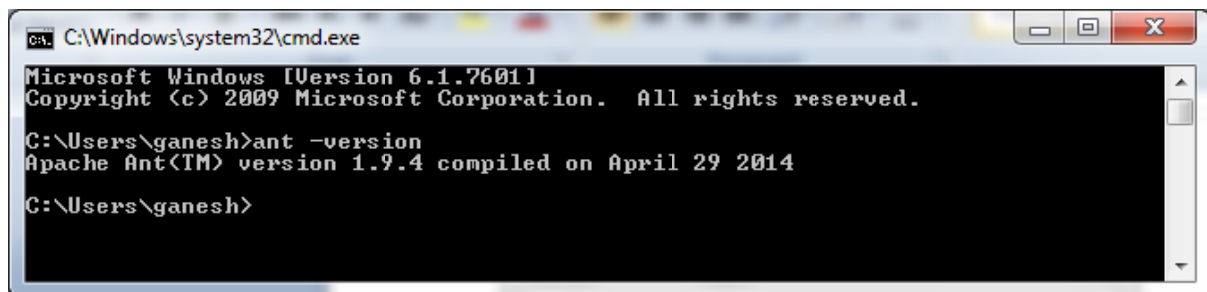 C:\Windows\system32\cmd.exe
Microsoft Windows [Version 6.1.7601]
Copyright (c) 2009 Microsoft Corporation.  All rights reserved.
C:\Users\ganesh>ant -version
Apache Ant(TM) version 1.9.4 compiled on April 29 2014
C:\Users\ganesh>